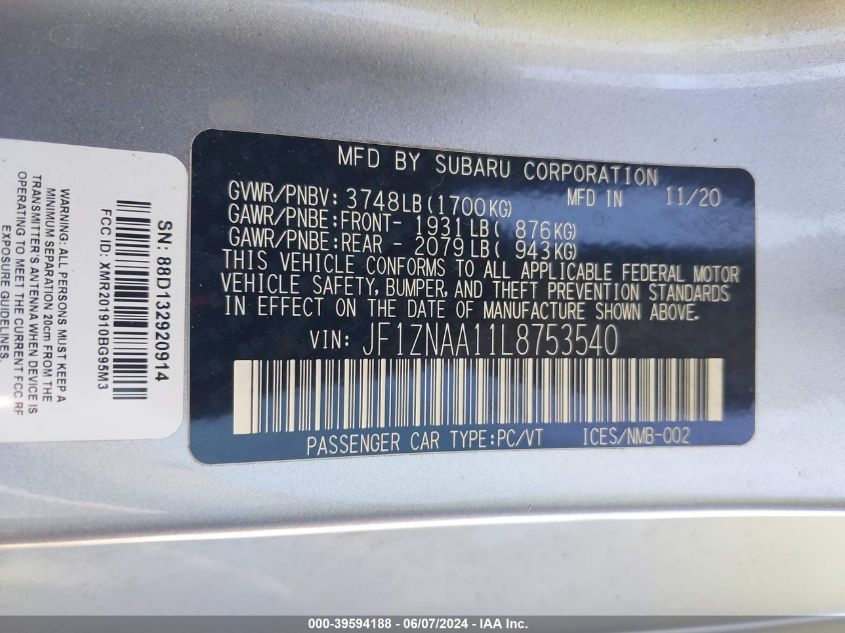 MFD BY SUBARU CORPORATION
GVWR/PNBV: 3748LB(1700KG) MFD IN 11/20
GAWR/PNBE:FRONT- 1931LB( 876KG)
GAWR/PNBE:REAR - 2079LB( 943KG)
THIS VEHICLE CONFORMS TO ALL APPLICABLE FEDERAL MOTOR
VEHICLE SAFETY, BUMPER, AND THEFT PREVENTION STANDARDS
IN EFFECT ON THE DATE OF MANUFACTURE SHOWN ABOVE.
VIN: JF1ZNAA11L8753540
PASSENGER CAR TYPE:PC/VT ICES/NMB-002
SN: 88D132920914
FCC ID: XMR201910BG95M3
WARNING: ALL PERSONS MUST KEEP A
MINIMUM SEPARATION 20cm FROM THE
TRANSMITTER'S ANTENNA WHEN DEVICE IS
OPERATING TO MEET THE CURRENT FCC RF
EXPOSURE GUIDELINES.
000-39594188 - 06/07/2024 - IAA, Inc.